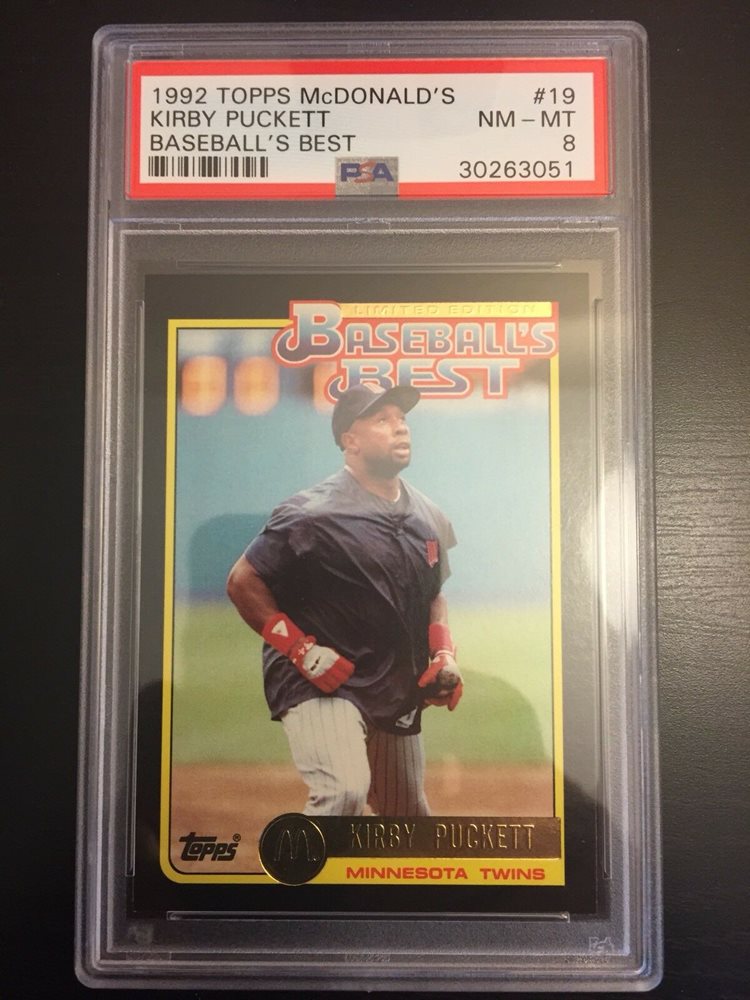 1992 TOPPS McDONALD'S #19
KIRBY PUCKETT NM - MT
BASEBALL'S BEST 8
PSA 30263051
LIMITED EDITION
BASEBALL'S
BEST
TOPPS®
M
KIRBY PUCKETT
MINNESOTA TWINS
PSA